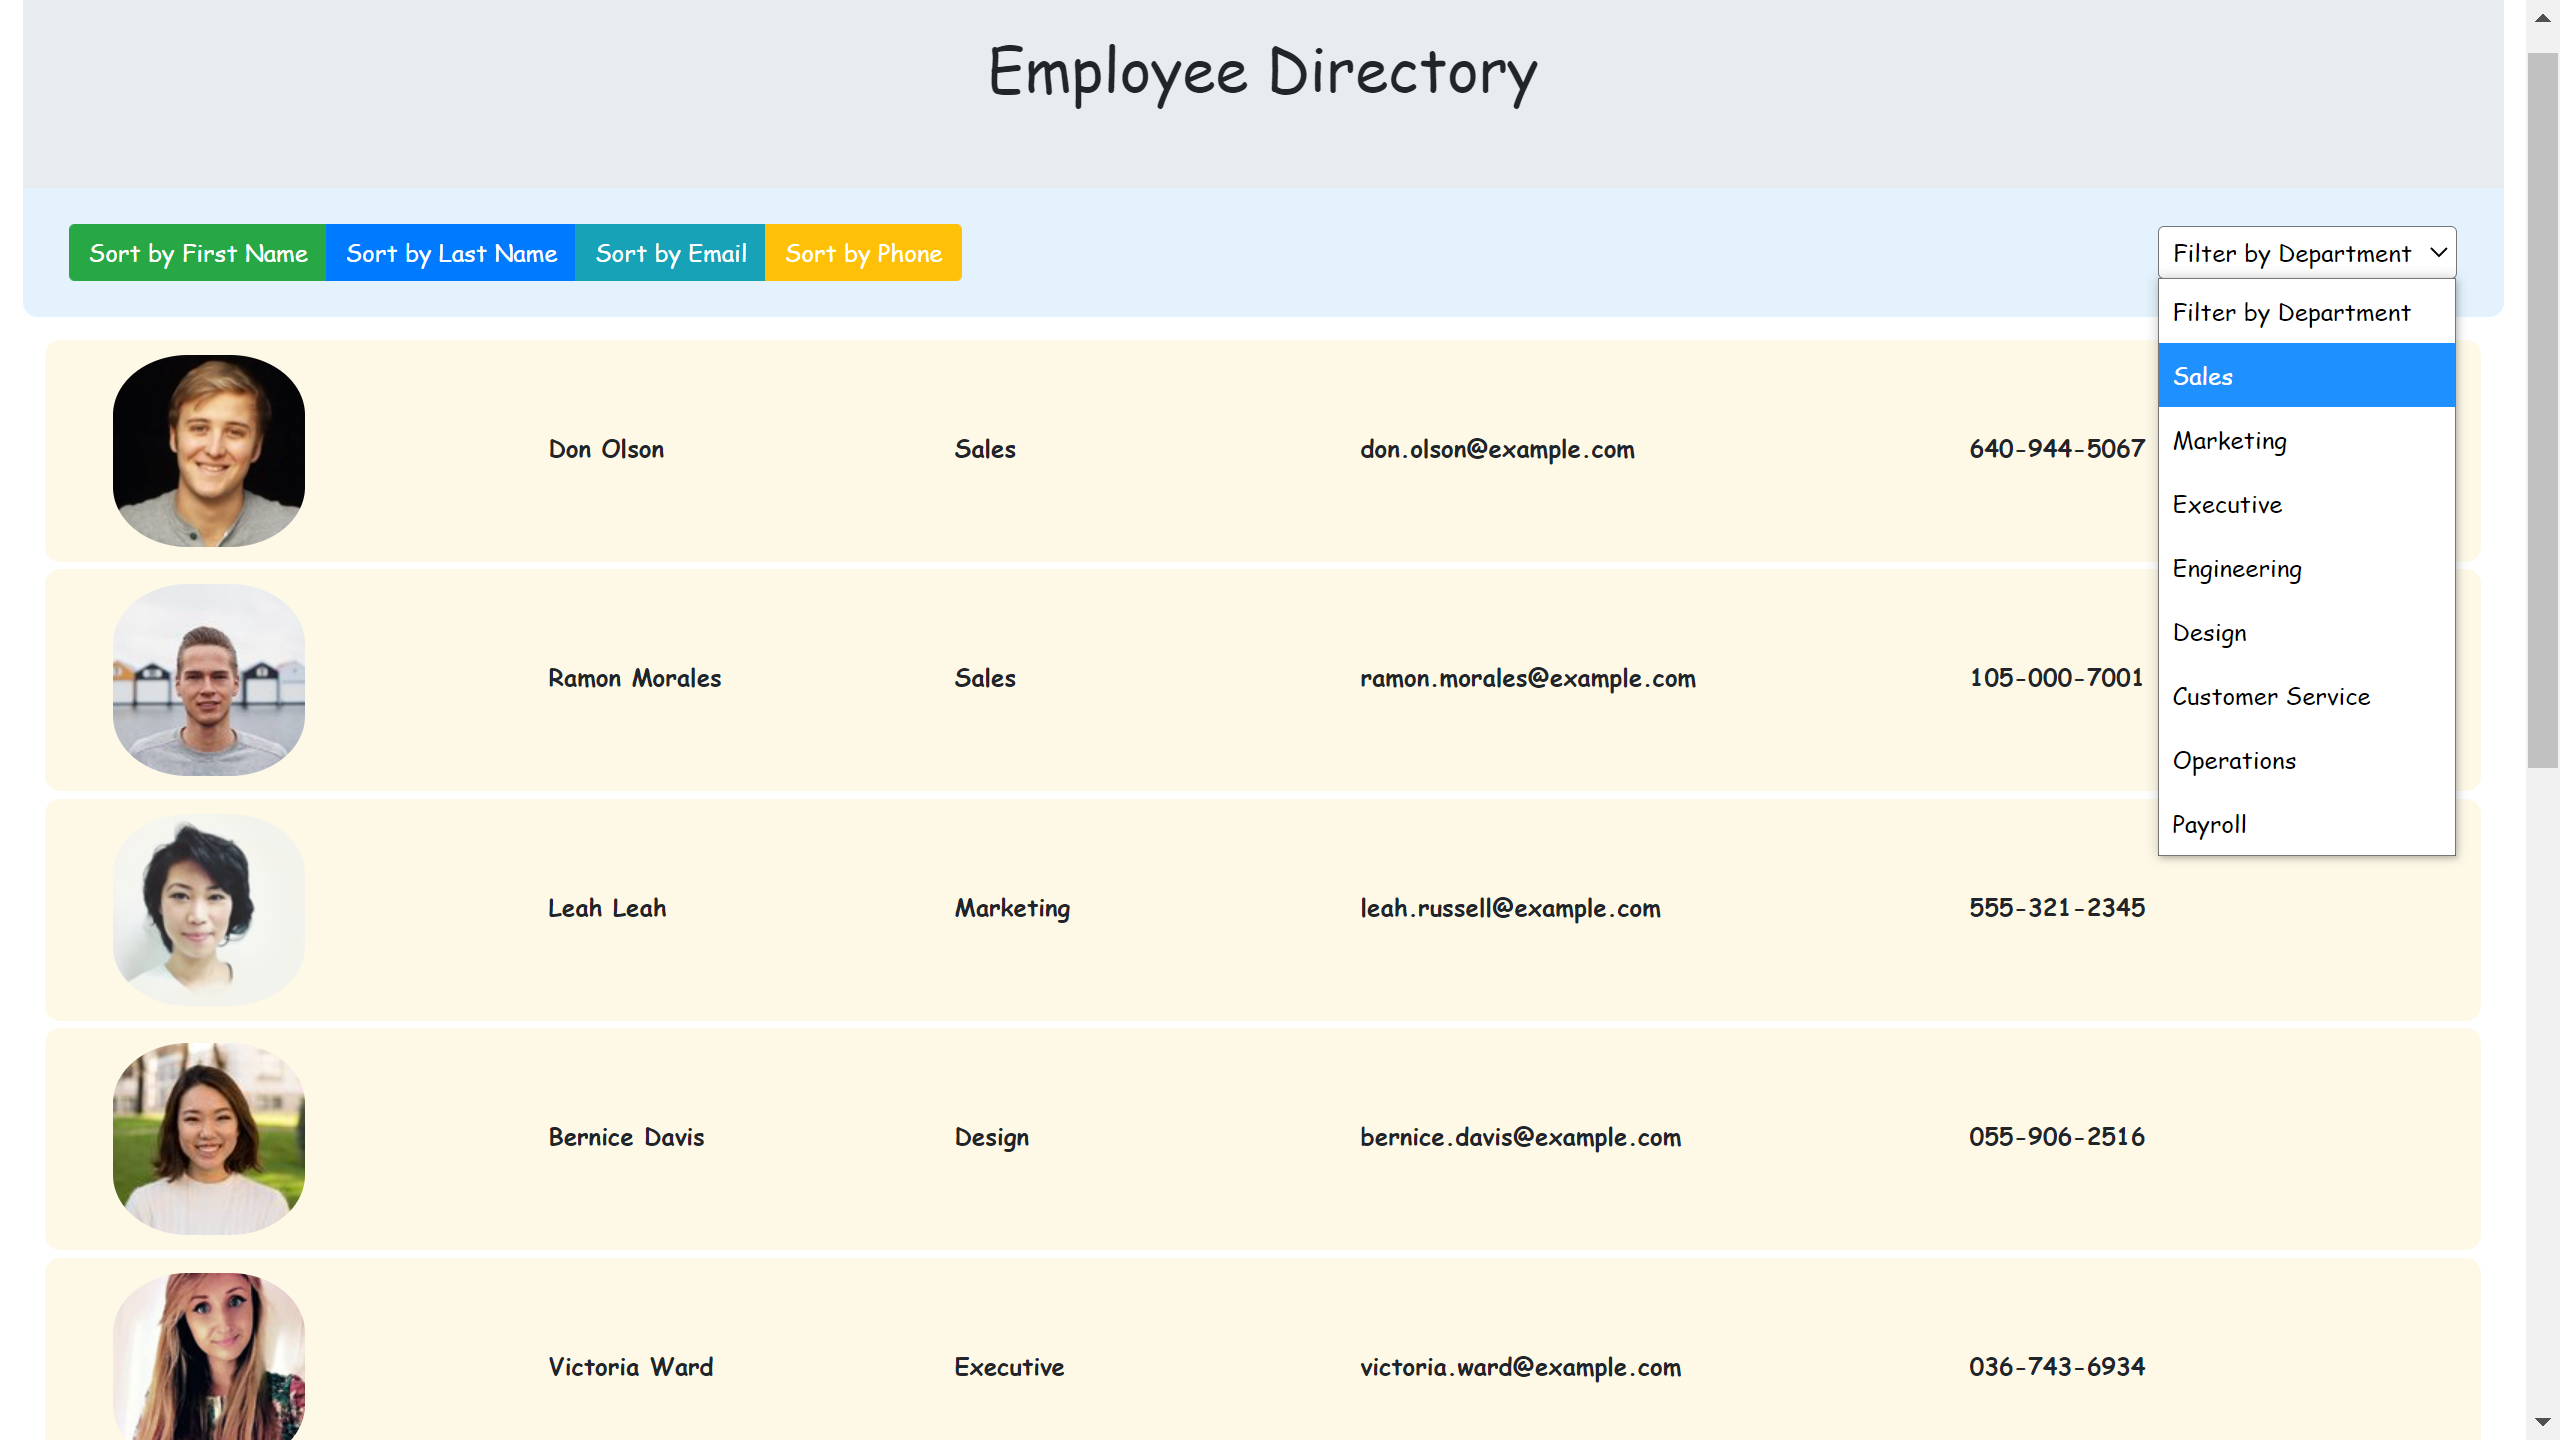 Employee Directory
Sort by First Name Sort by Last Name Sort by Email Sort by Phone Filter by Department
Filter by Department
Sales
Marketing
Executive
Engineering
Design
Customer Service
Operations
Payroll
Don Olson Sales don.olson@example.com 640-944-5067
Ramon Morales Sales ramon.morales@example.com 105-000-7001
Leah Leah Marketing leah.russell@example.com 555-321-2345
Bernice Davis Design bernice.davis@example.com 055-906-2516
Victoria Ward Executive victoria.ward@example.com 036-743-6934